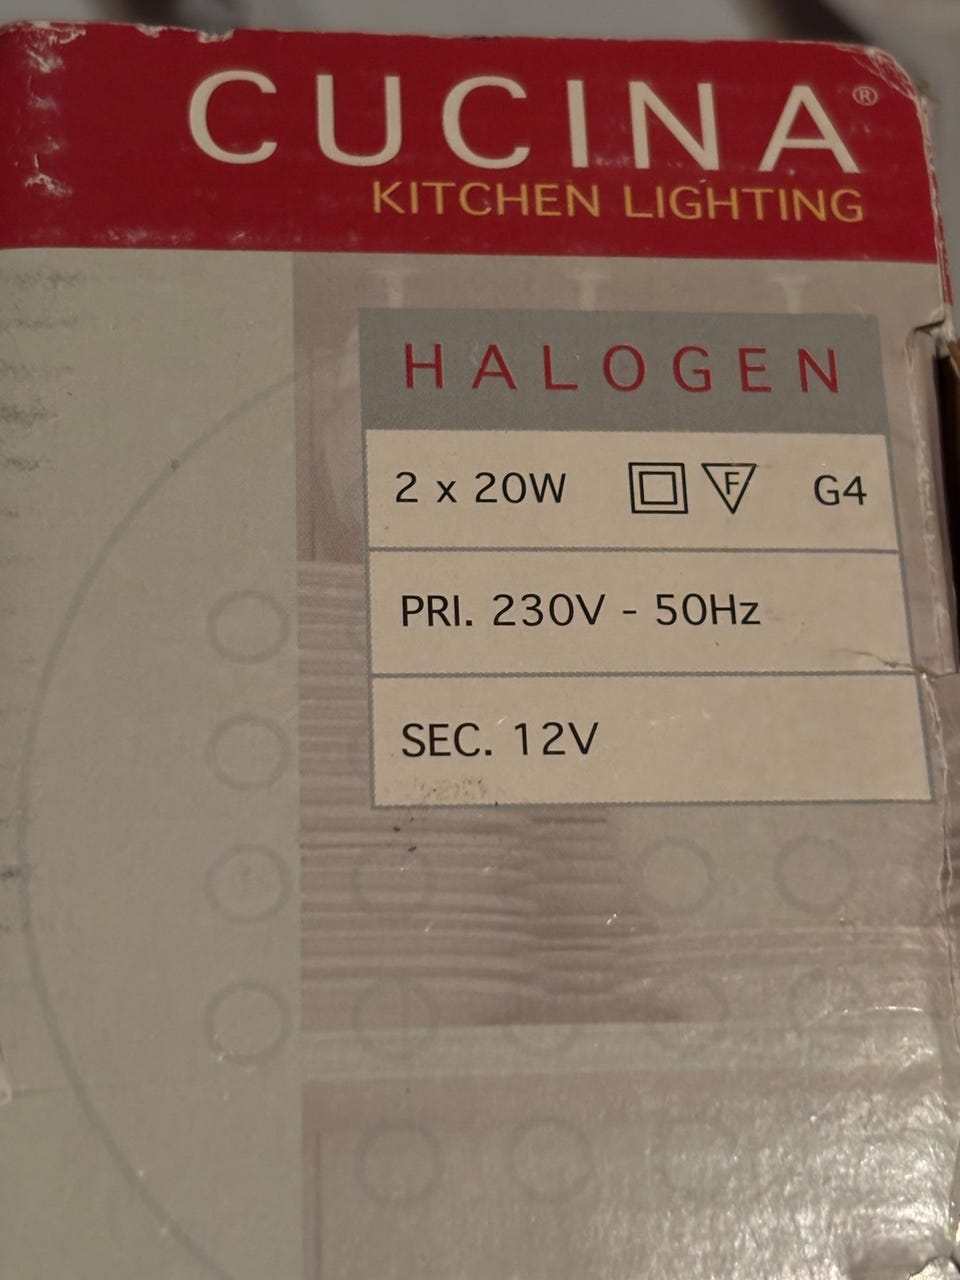 CUCINA®
KITCHEN LIGHTING
HALOGEN
2 x 20W F G4
PRI. 230V - 50Hz
SEC. 12V